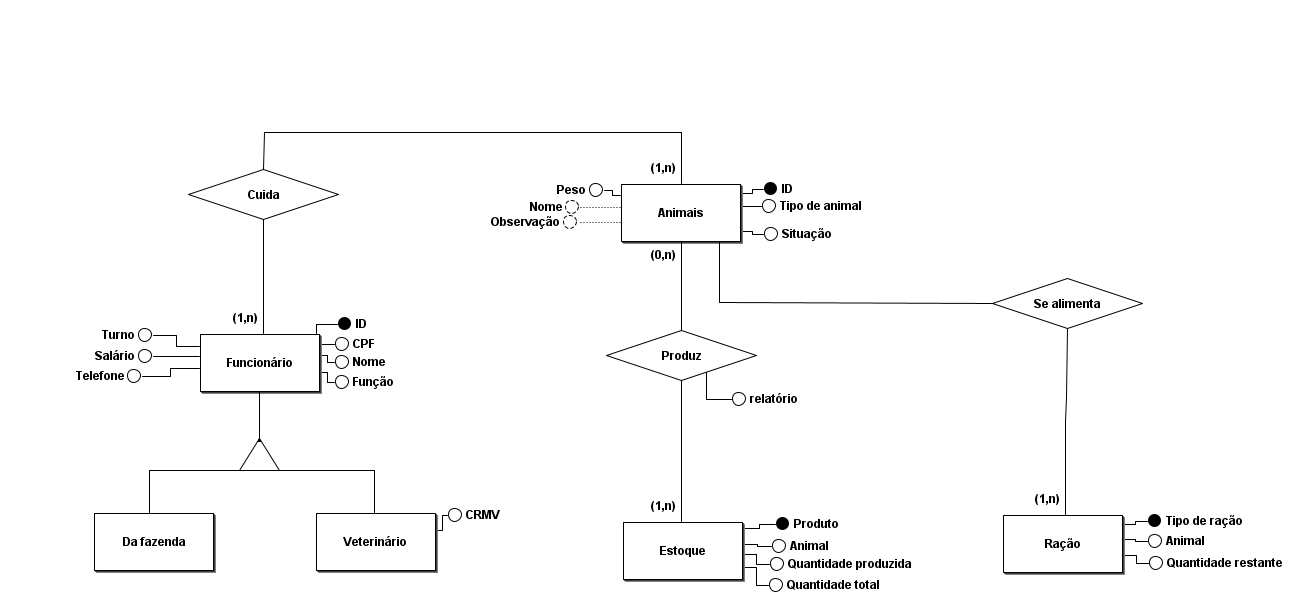 (1,n)
Cuida
Peso
Nome
Observação
Animais
ID
Tipo de animal
Situação
(0,n)
Se alimenta
(1,n)
Turno
Salário
Telefone
Funcionário
ID
CPF
Nome
Função
Produz
relatório
Da fazenda
Veterinário
CRMV
(1,n)
Estoque
Produto
Animal
Quantidade produzida
Quantidade total
(1,n)
Ração
Tipo de ração
Animal
Quantidade restante